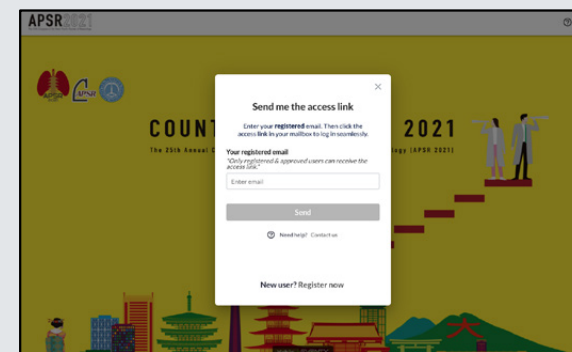 APSR2021
APSR
COUNT
2021
The 25th Annual C
logy (APSR 2021)
Send me the access link
Enter your registered email. Then click the
access link in your mailbox to log in seamlessly.
Your registered email
"Only registered & approved users can receive the
access link."
Enter email
Send
Need help? Contact us
New user? Register now
大